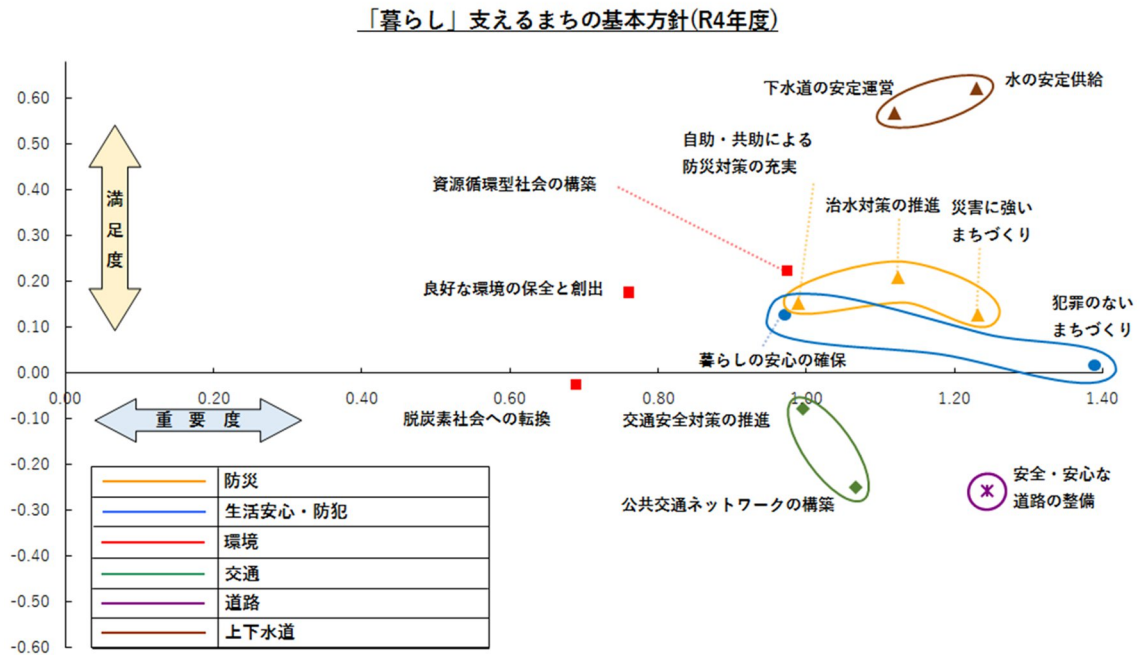 「暮らし」支えるまちの基本方針(R4年度)
下水道の安定運営
水の安定供給
自助・共助による
防災対策の充実
資源循環型社会の構築
治水対策の推進
災害に強い
まちづくり
良好な環境の保全と創出
犯罪のない
まちづくり
暮らしの安心の確保
脱炭素社会への転換
交通安全対策の推進
公共交通ネットワークの構築
安全・安心な
道路の整備
満足度
重要度
0.60
0.50
0.40
0.30
0.20
0.10
0.00
-0.10
-0.20
-0.30
-0.40
-0.50
-0.60
0.00
0.20
0.40
0.60
0.80
1.00
1.20
1.40
防災
生活安心・防犯
環境
交通
道路
上下水道